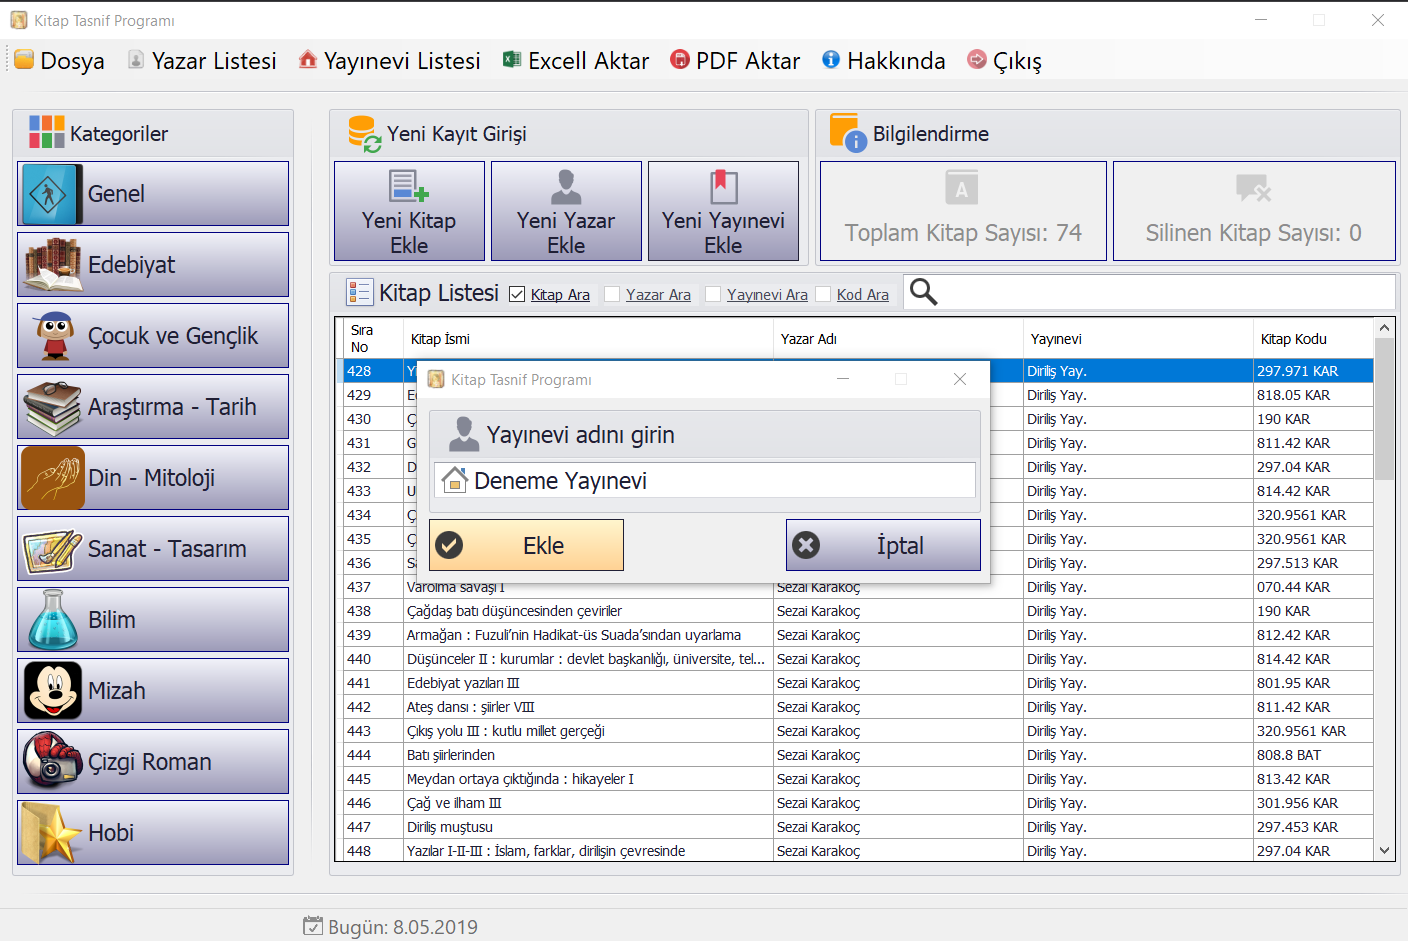 Kitap Tasnif Programı
Dosya Yazar Listesi Yayınevi Listesi Excell Aktar PDF Aktar Hakkında Çıkış
Kategoriler
Genel
Edebiyat
Çocuk ve Gençlik
Araştırma - Tarih
Din - Mitoloji
Sanat - Tasarım
Bilim
Mizah
Çizgi Roman
Hobi
Yeni Kayıt Girişi
Yeni Kitap
Ekle
Yeni Yazar
Ekle
Yeni Yayınevi
Ekle
Bilgilendirme
Toplam Kitap Sayısı: 74
Silinen Kitap Sayısı: 0
Kitap Listesi Kitap Ara Yazar Ara Yayınevi Ara Kod Ara
Sıra
No
Kitap İsmi Yazar Adı Yayınevi Kitap Kodu
428 Diriliş Yay. 297.971 KAR
429 Diriliş Yay. 818.05 KAR
430 Diriliş Yay. 190 KAR
431 Diriliş Yay. 811.42 KAR
432 Diriliş Yay. 297.04 KAR
433 Diriliş Yay. 814.42 KAR
434 Diriliş Yay. 320.9561 KAR
435 Diriliş Yay. 320.9561 KAR
436 Diriliş Yay. 297.513 KAR
437 Varolma savaşı I Sezai Karakoç Diriliş Yay. 070.44 KAR
438 Çağdaş batı düşüncesinden çeviriler Sezai Karakoç Diriliş Yay. 190 KAR
439 Armağan : Fuzuli’nin Hadikat-üs Suada’sından uyarlama Sezai Karakoç Diriliş Yay. 812.42 KAR
440 Düşünceler II : kurumlar : devlet başkanlığı, üniversite, tel... Sezai Karakoç Diriliş Yay. 814.42 KAR
441 Edebiyat yazıları III Sezai Karakoç Diriliş Yay. 801.95 KAR
442 Ateş dansı : şiirler VIII Sezai Karakoç Diriliş Yay. 811.42 KAR
443 Çıkış yolu III : kutlu millet gerçeği Sezai Karakoç Diriliş Yay. 320.9561 KAR
444 Batı şiirlerinden Sezai Karakoç Diriliş Yay. 808.8 BAT
445 Meydan ortaya çıktığında : hikayeler I Sezai Karakoç Diriliş Yay. 813.42 KAR
446 Çağ ve ilham III Sezai Karakoç Diriliş Yay. 301.956 KAR
447 Diriliş muştusu Sezai Karakoç Diriliş Yay. 297.453 KAR
448 Yazılar I-II-III : İslam, farklar, dirilişin çevresinde Sezai Karakoç Diriliş Yay. 297.04 KAR
Kitap Tasnif Programı
Yayınevi adını girin
Deneme Yayınevi
Ekle
İptal
Bugün: 8.05.2019